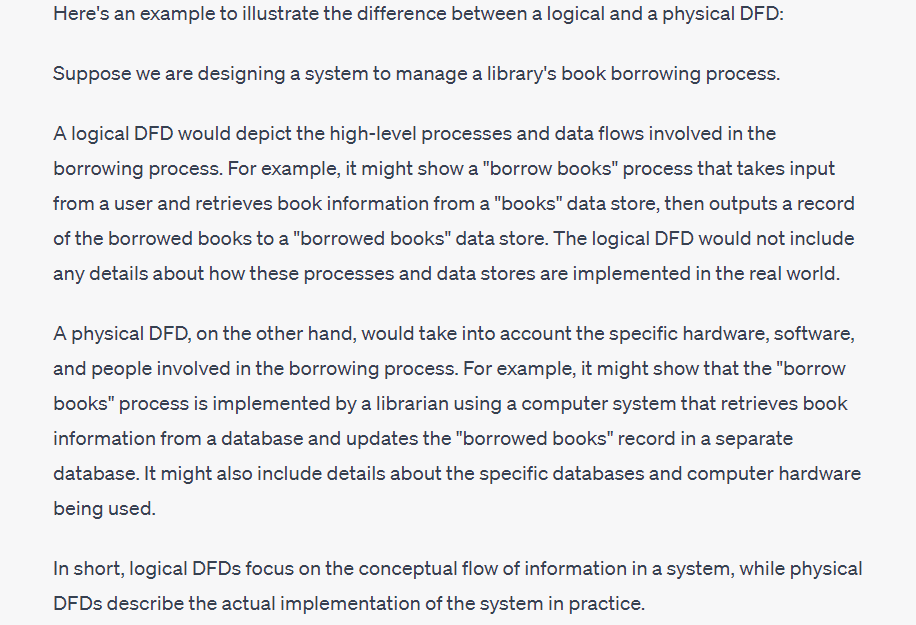 Here's an example to illustrate the difference between a logical and a physical DFD:
Suppose we are designing a system to manage a library's book borrowing process.
A logical DFD would depict the high-level processes and data flows involved in the
borrowing process. For example, it might show a "borrow books" process that takes input
from a user and retrieves book information from a "books" data store, then outputs a record
of the borrowed books to a "borrowed books" data store. The logical DFD would not include
any details about how these processes and data stores are implemented in the real world.
A physical DFD, on the other hand, would take into account the specific hardware, software,
and people involved in the borrowing process. For example, it might show that the "borrow
books" process is implemented by a librarian using a computer system that retrieves book
information from a database and updates the "borrowed books" record in a separate
database. It might also include details about the specific databases and computer hardware
being used.
In short, logical DFDs focus on the conceptual flow of information in a system, while physical
DFDs describe the actual implementation of the system in practice.